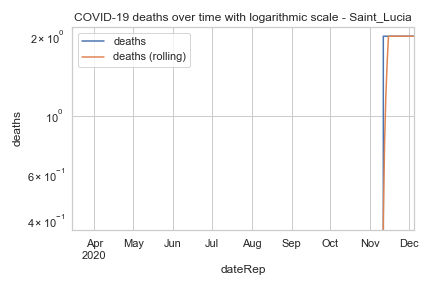 COVID-19 deaths over time with logarithmic scale - Saint_Lucia
deaths
deaths (rolling)
2 × 10⁰
10⁰
6 × 10⁻¹
4 × 10⁻¹
deaths
Apr May Jun Jul Aug Sep Oct Nov Dec
2020
dateRep